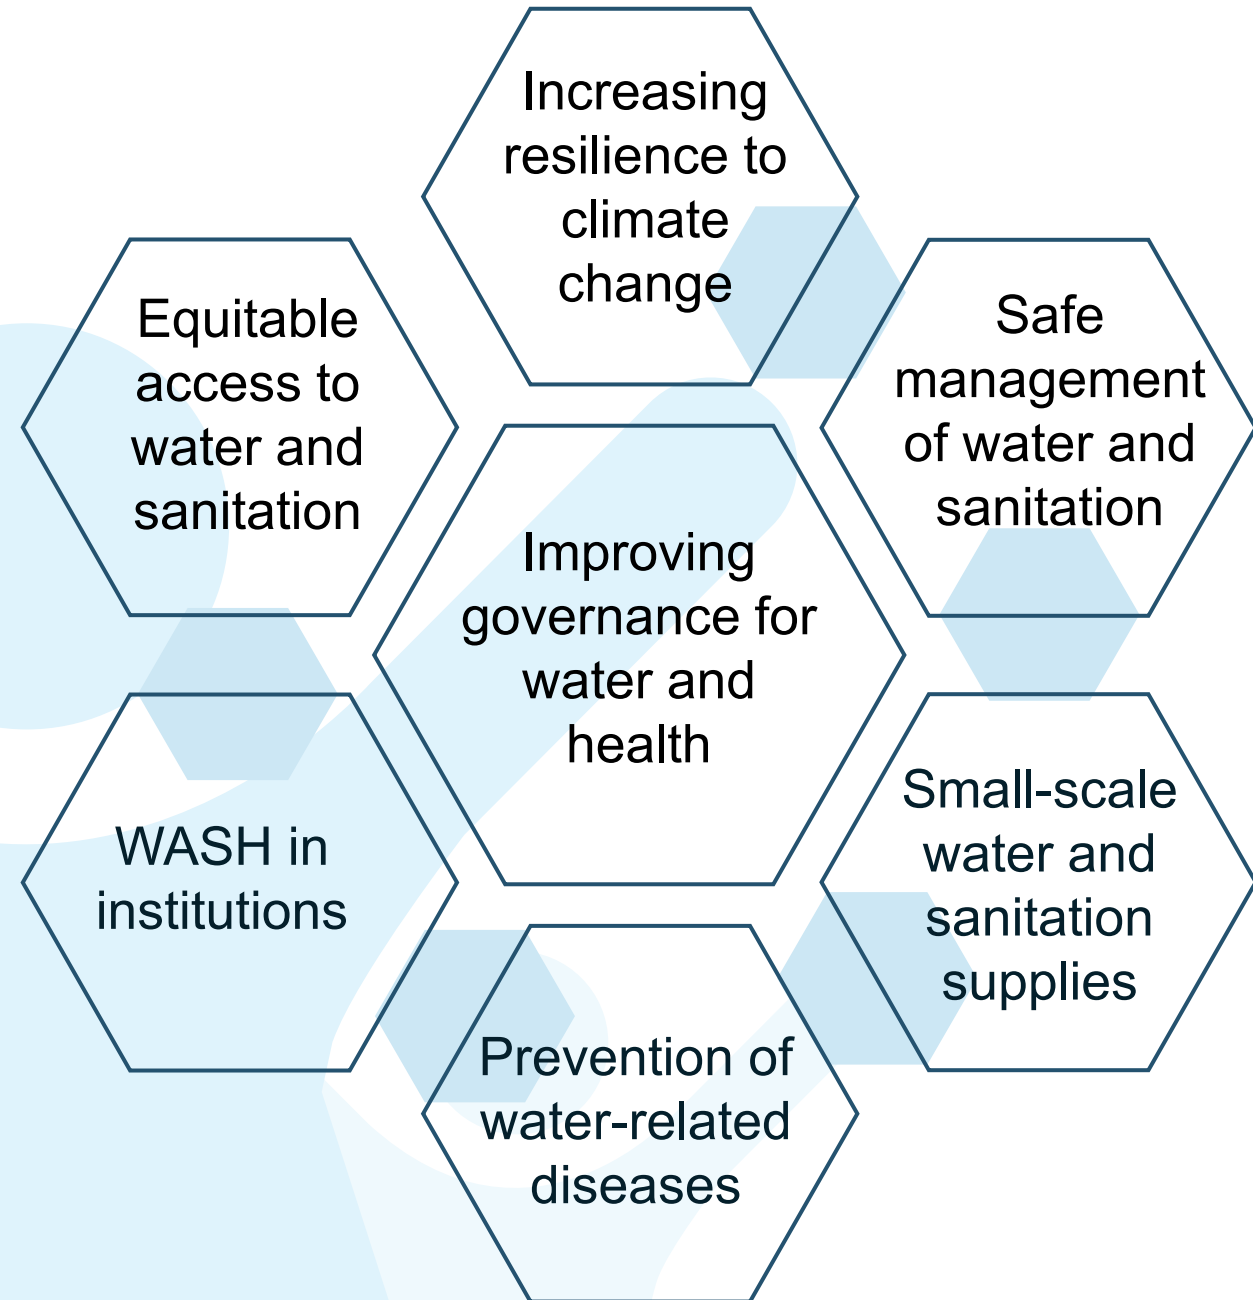 Increasing
resilience to
climate
change
Equitable
access to
water and
sanitation
Safe
management
of water and
sanitation
Improving
governance for
water and
health
WASH in
institutions
Small-scale
water and
sanitation
supplies
Prevention of
water-related
diseases